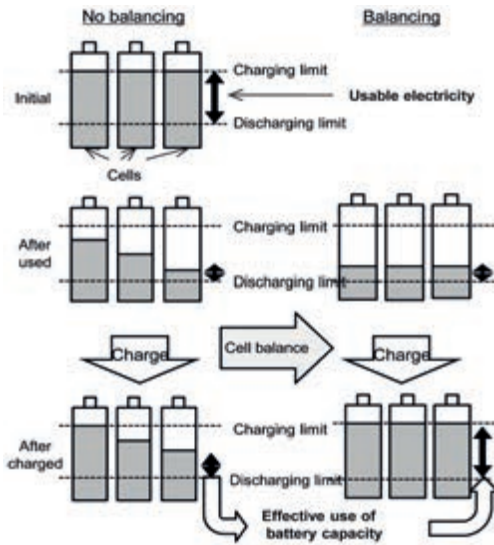 No balancing
Balancing
Charging limit
Initial
Usable electricity
Discharging limit
Cells
Charging limit
After
used
Discharging limit
Charge
Cell balance
Charge
Charging limit
After
charged
Discharging limit
Effective use of
battery capacity